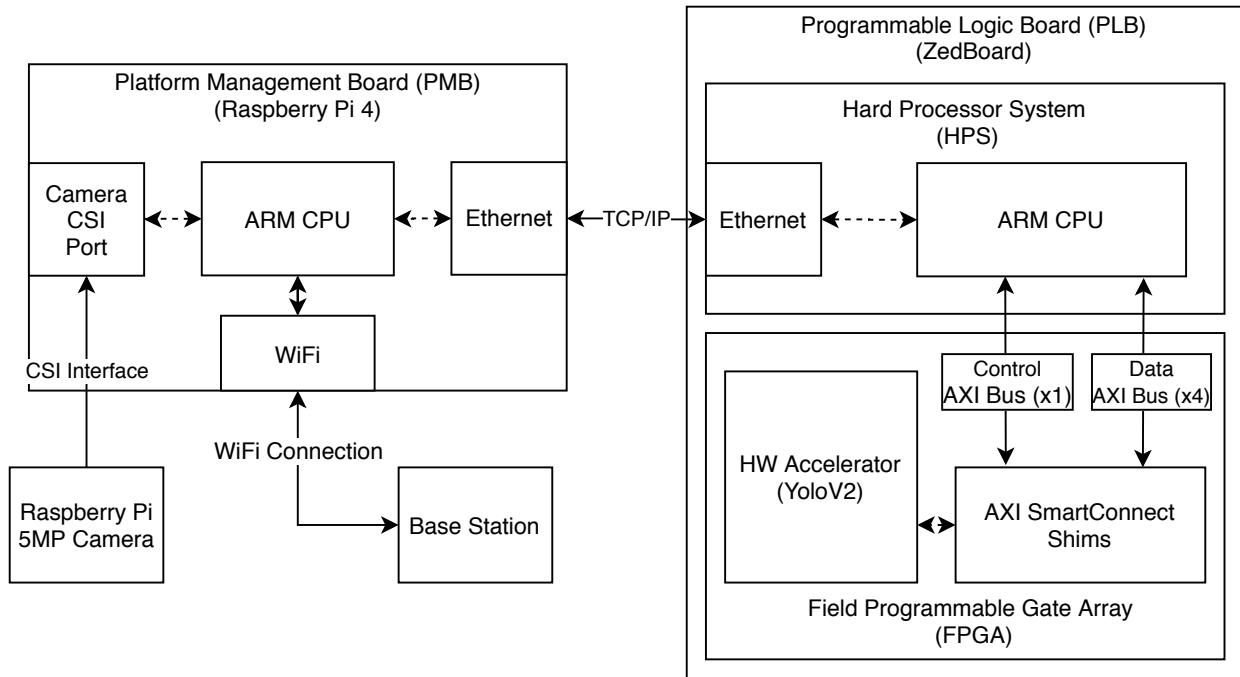 Programmable Logic Board (PLB)
(ZedBoard)
Platform Management Board (PMB)
(Raspberry Pi 4)
Hard Processor System
(HPS)
Camera
CSI
Port
ARM CPU
Ethernet
TCP/IP
Ethernet
ARM CPU
WiFi
CSI Interface
Control
AXI Bus (x1)
Data
AXI Bus (x4)
WiFi Connection
HW Accelerator
(YoloV2)
Raspberry Pi
5MP Camera
Base Station
AXI SmartConnect
Shims
Field Programmable Gate Array
(FPGA)